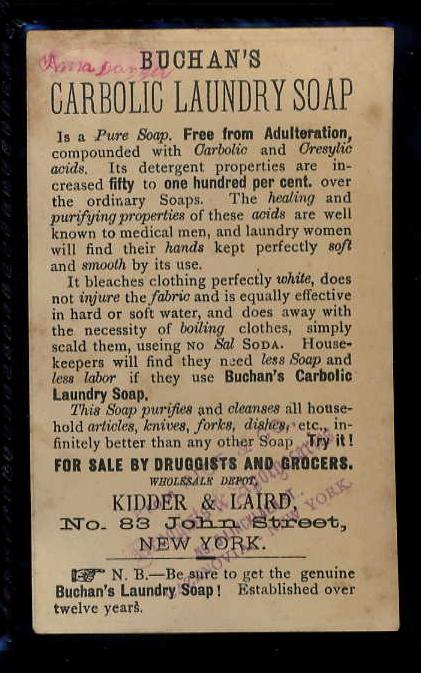 BUCHAN'S
CARBOLIC LAUNDRY SOAP
Is a Pure Soap. Free from Adulteration,
compounded with Carbolic and Cresylic
acids. Its detergent properties are in-
creased fifty to one hundred per cent. over
the ordinary Soaps. The healing and
purifying properties of these acids are well
known to medical men, and laundry women
will find their hands kept perfectly soft
and smooth by its use.
It bleaches clothing perfectly white, does
not injure the fabric and is equally effective
in hard or soft water, and does away with
the necessity of boiling clothes, simply
scald them, useing NO Sal SODA. House-
keepers will find they need less Soap and
less labor if they use Buchan's Carbolic
Laundry Soap.
This Soap purifies and cleanses all house-
hold articles, knives, forks, dishes, etc., in-
finitely better than any other Soap. Try it!
FOR SALE BY DRUGGISTS AND GROCERS.
WHOLESALE DEPOT,
KIDDER & LAIRD,
No. 83 John Street,
NEW YORK.
☞ N. B.—Be sure to get the genuine
Buchan's Laundry Soap! Established over
twelve years.
NEW YORK.